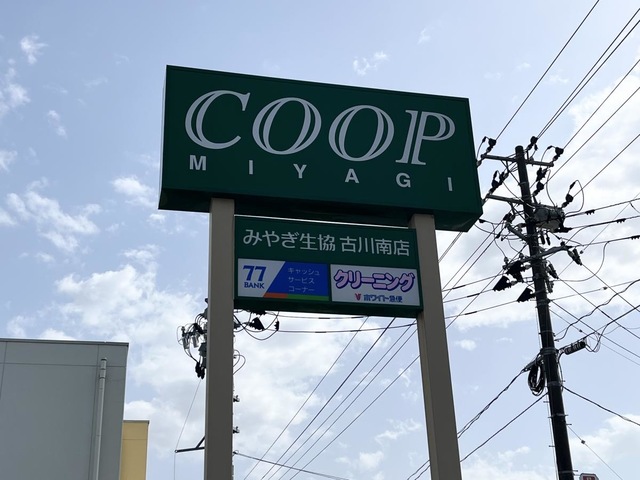 COOP
MIYAGI
みやぎ生協 古川南店
77
BANK
キャッシュ
サービス
コーナー
クリーニング
ホワイト急便